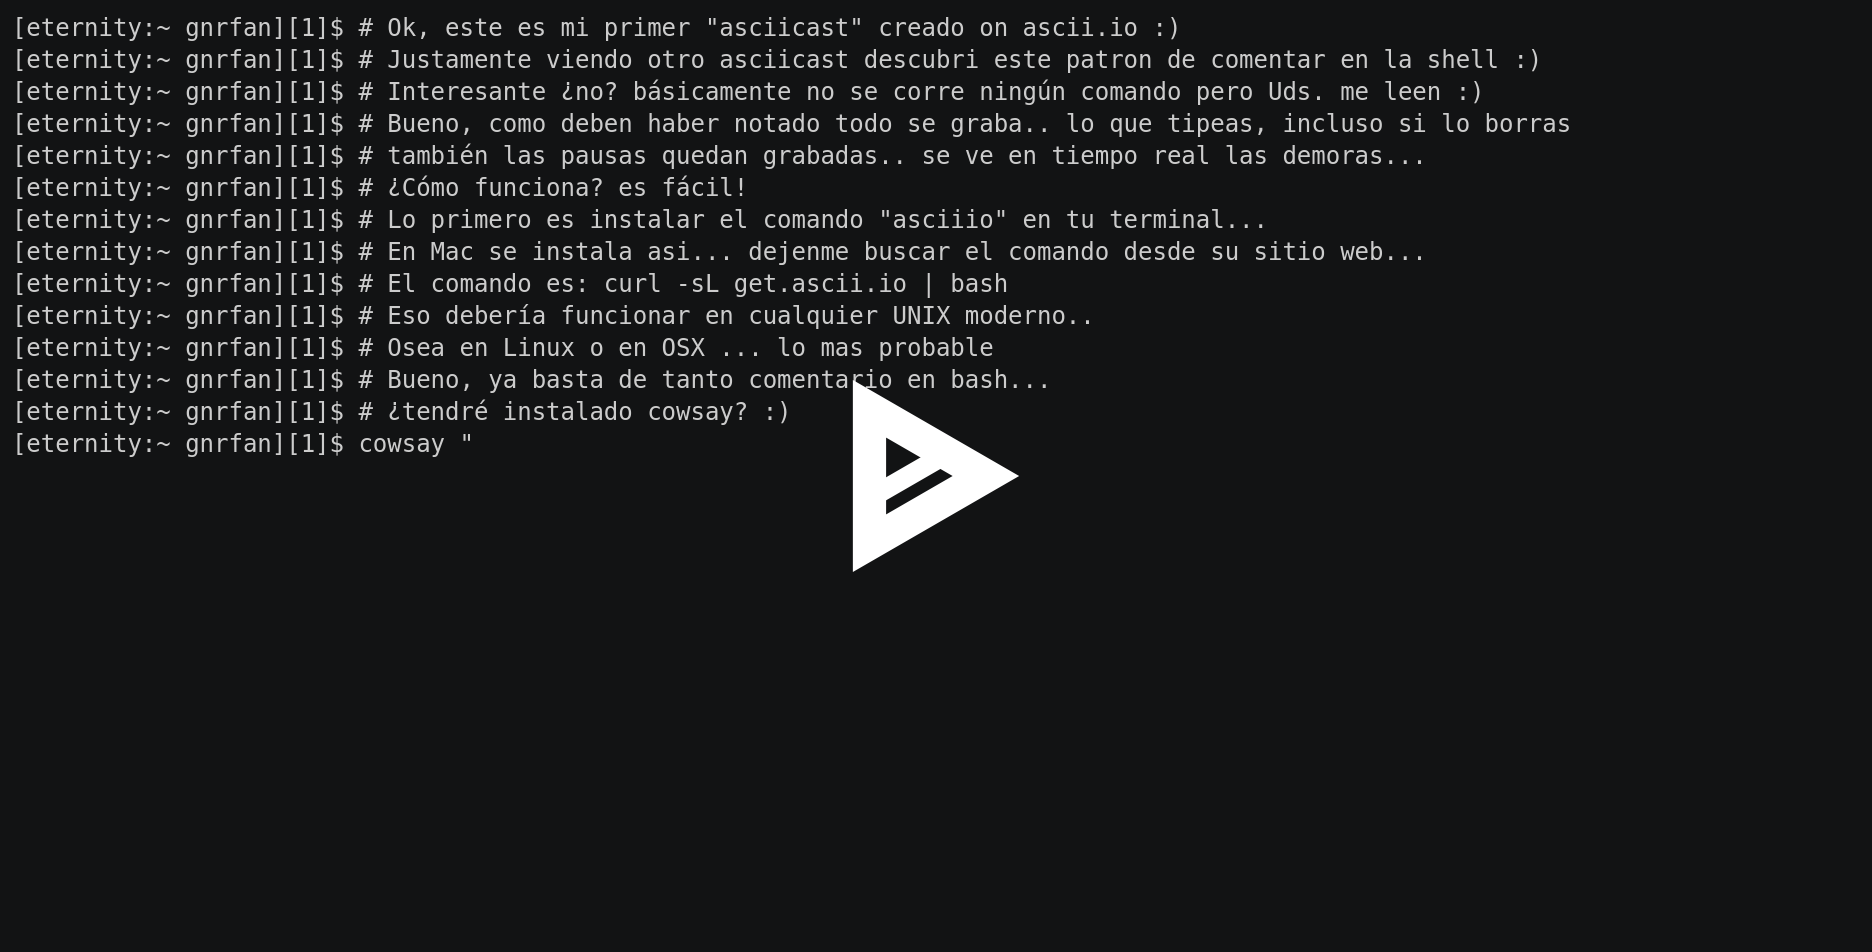 [eternity:~ gnrfan][1]$ # Ok, este es mi primer "asciicast" creado on ascii.io :)
[eternity:~ gnrfan][1]$ # Justamente viendo otro asciicast descubri este patron de comentar en la shell :)
[eternity:~ gnrfan][1]$ # Interesante ¿no? básicamente no se corre ningún comando pero Uds. me leen :)
[eternity:~ gnrfan][1]$ # Bueno, como deben haber notado todo se graba.. lo que tipeas, incluso si lo borras
[eternity:~ gnrfan][1]$ # también las pausas quedan grabadas.. se ve en tiempo real las demoras...
[eternity:~ gnrfan][1]$ # ¿Cómo funciona? es fácil!
[eternity:~ gnrfan][1]$ # Lo primero es instalar el comando "asciiio" en tu terminal...
[eternity:~ gnrfan][1]$ # En Mac se instala asi... dejenme buscar el comando desde su sitio web...
[eternity:~ gnrfan][1]$ # El comando es: curl -sL get.ascii.io | bash
[eternity:~ gnrfan][1]$ # Eso debería funcionar en cualquier UNIX moderno..
[eternity:~ gnrfan][1]$ # Osea en Linux o en OSX ... lo mas probable
[eternity:~ gnrfan][1]$ # Bueno, ya basta de tanto comentario en bash...
[eternity:~ gnrfan][1]$ # ¿tendré instalado cowsay? :)
[eternity:~ gnrfan][1]$ cowsay "